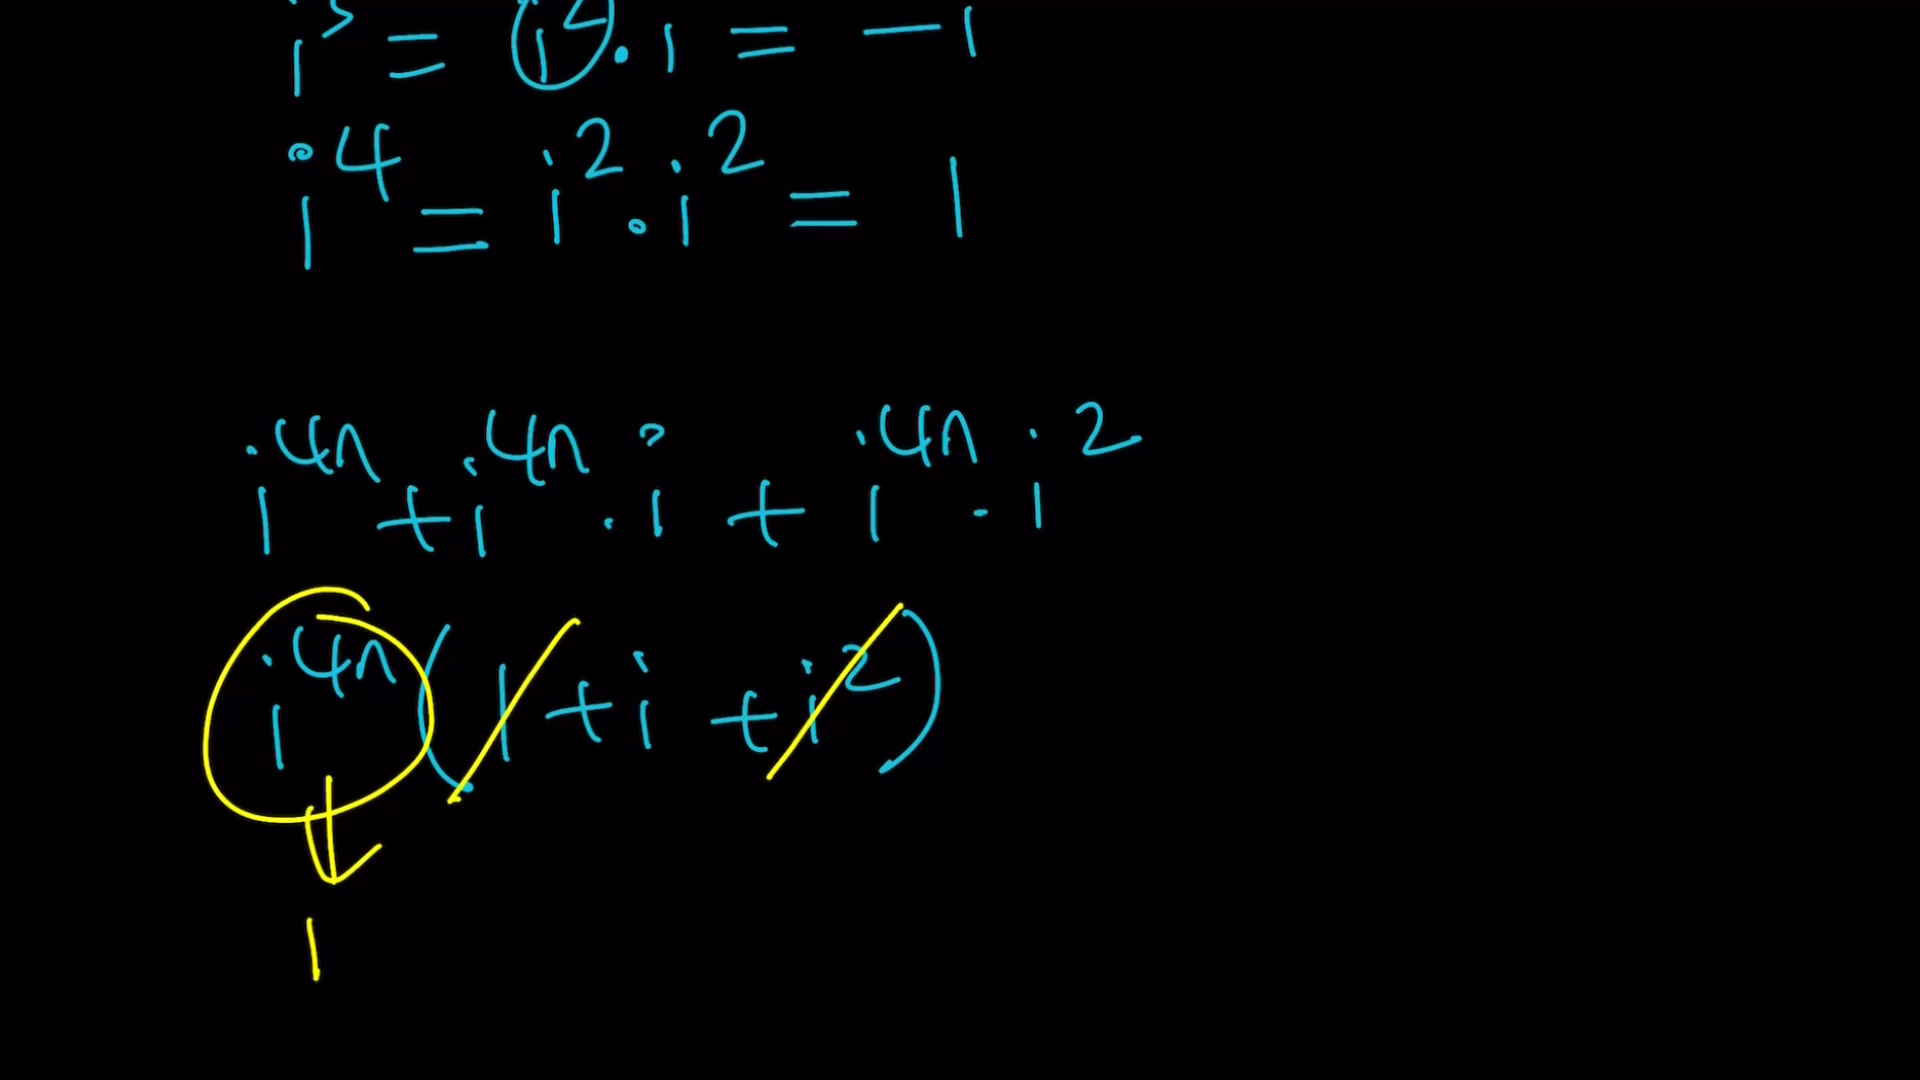 i³ = i² · i = -i
i⁴ = i² · i² = 1
i⁴ⁿ + i⁴ⁿ · i + i⁴ⁿ · i²
i⁴ⁿ (1 + i + i²)
1